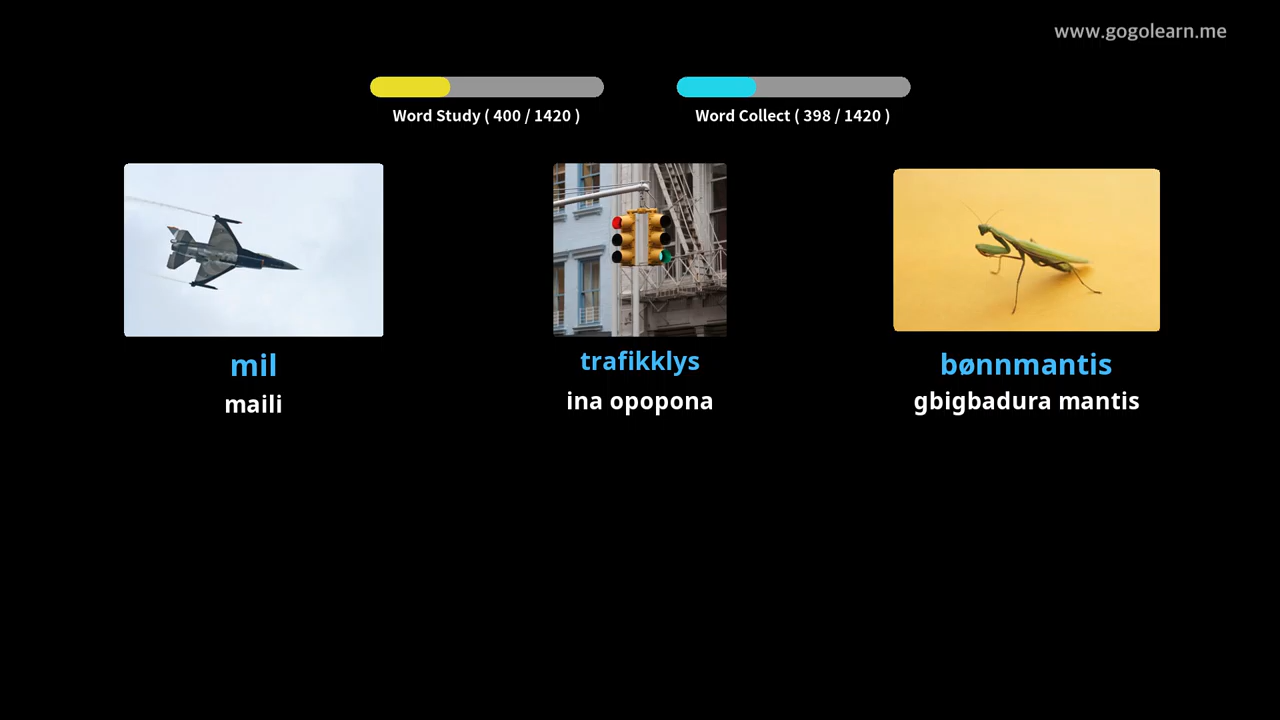 www.gogolearn.me
Word Study ( 400 / 1420 )
Word Collect ( 398 / 1420 )
mil
trafikklys
bønnmantis
maili
ina opopona
gbigbadura mantis